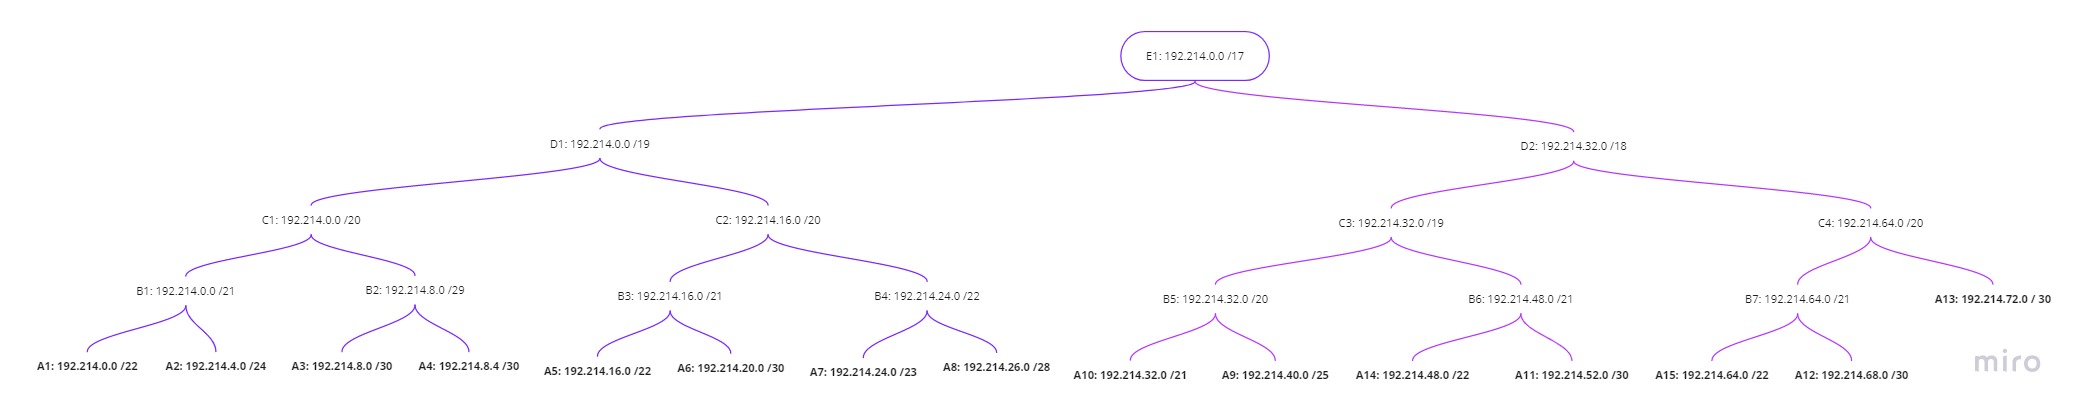 E1: 192.214.0.0 /17
D1: 192.214.0.0 /19
D2: 192.214.32.0 /18
C1: 192.214.0.0 /20
C2: 192.214.16.0 /20
C3: 192.214.32.0 /19
C4: 192.214.64.0 /20
B1: 192.214.0.0 /21
B2: 192.214.8.0 /29
B3: 192.214.16.0 /21
B4: 192.214.24.0 /22
B5: 192.214.32.0 /20
B6: 192.214.48.0 /21
B7: 192.214.64.0 /21
A13: 192.214.72.0 / 30
A1: 192.214.0.0 /22
A2: 192.214.4.0 /24
A3: 192.214.8.0 /30
A4: 192.214.8.4 /30
A5: 192.214.16.0 /22
A6: 192.214.20.0 /30
A7: 192.214.24.0 /23
A8: 192.214.26.0 /28
A10: 192.214.32.0 /21
A9: 192.214.40.0 /25
A14: 192.214.48.0 /22
A11: 192.214.52.0 /30
A15: 192.214.64.0 /22
A12: 192.214.68.0 /30
miro